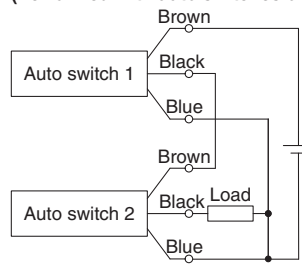 Brown
Auto switch 1
Black
Blue
Brown
Auto switch 2
Black
Load
Blue